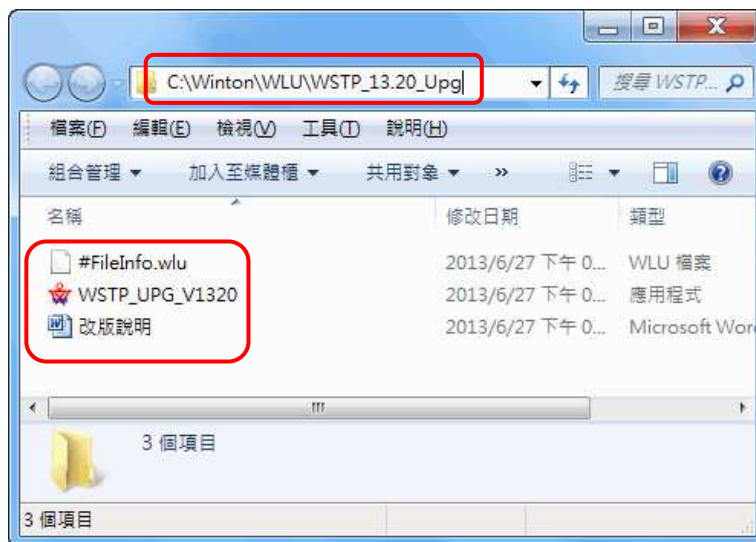 C:\Winton\WLU\WSTP_13.20_Upg 搜尋 WSTP...
檔案(F) 編輯(E) 檢視(V) 工具(T) 說明(H)
組合管理 加入至媒體櫃 共用對象 »
名稱 修改日期 類型
#FileInfo.wlu 2013/6/27 下午 0... WLU 檔案
WSTP_UPG_V1320 2013/6/27 下午 0... 應用程式
改版說明 2013/6/27 下午 0... Microsoft Wor
3 個項目
3 個項目